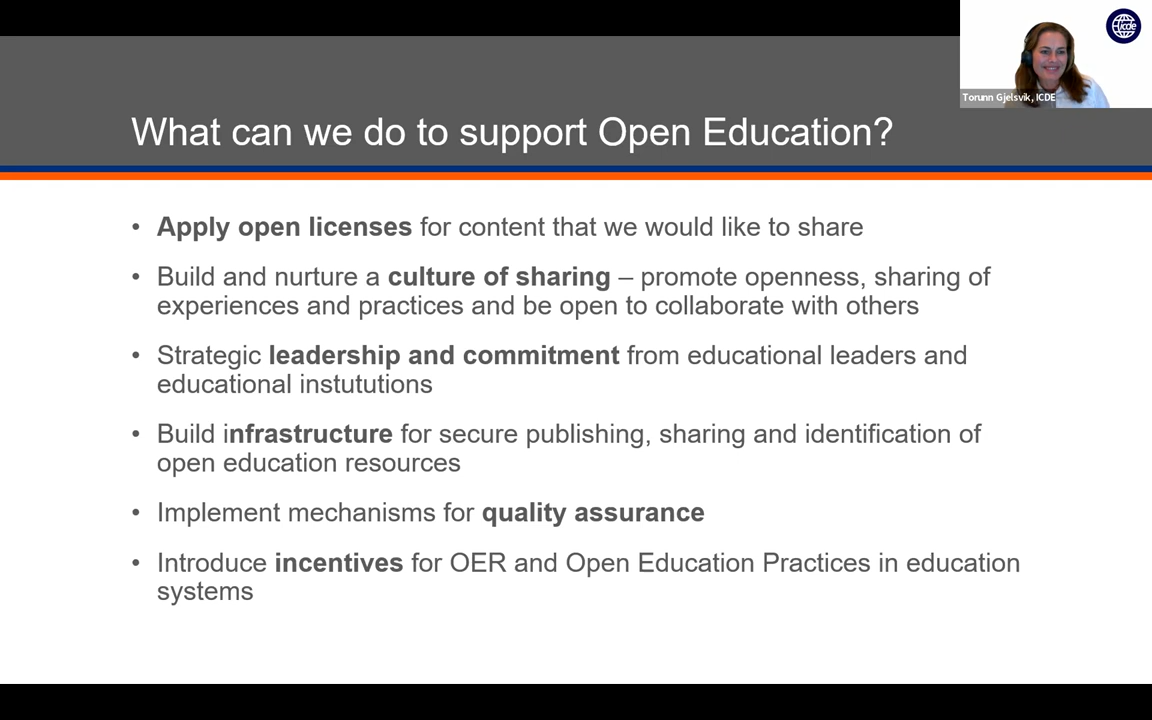 icde
Torunn Gjelsvik, ICDE
What can we do to support Open Education?
• Apply open licenses for content that we would like to share
• Build and nurture a culture of sharing – promote openness, sharing of
experiences and practices and be open to collaborate with others
• Strategic leadership and commitment from educational leaders and
educational instututions
• Build infrastructure for secure publishing, sharing and identification of
open education resources
• Implement mechanisms for quality assurance
• Introduce incentives for OER and Open Education Practices in education
systems